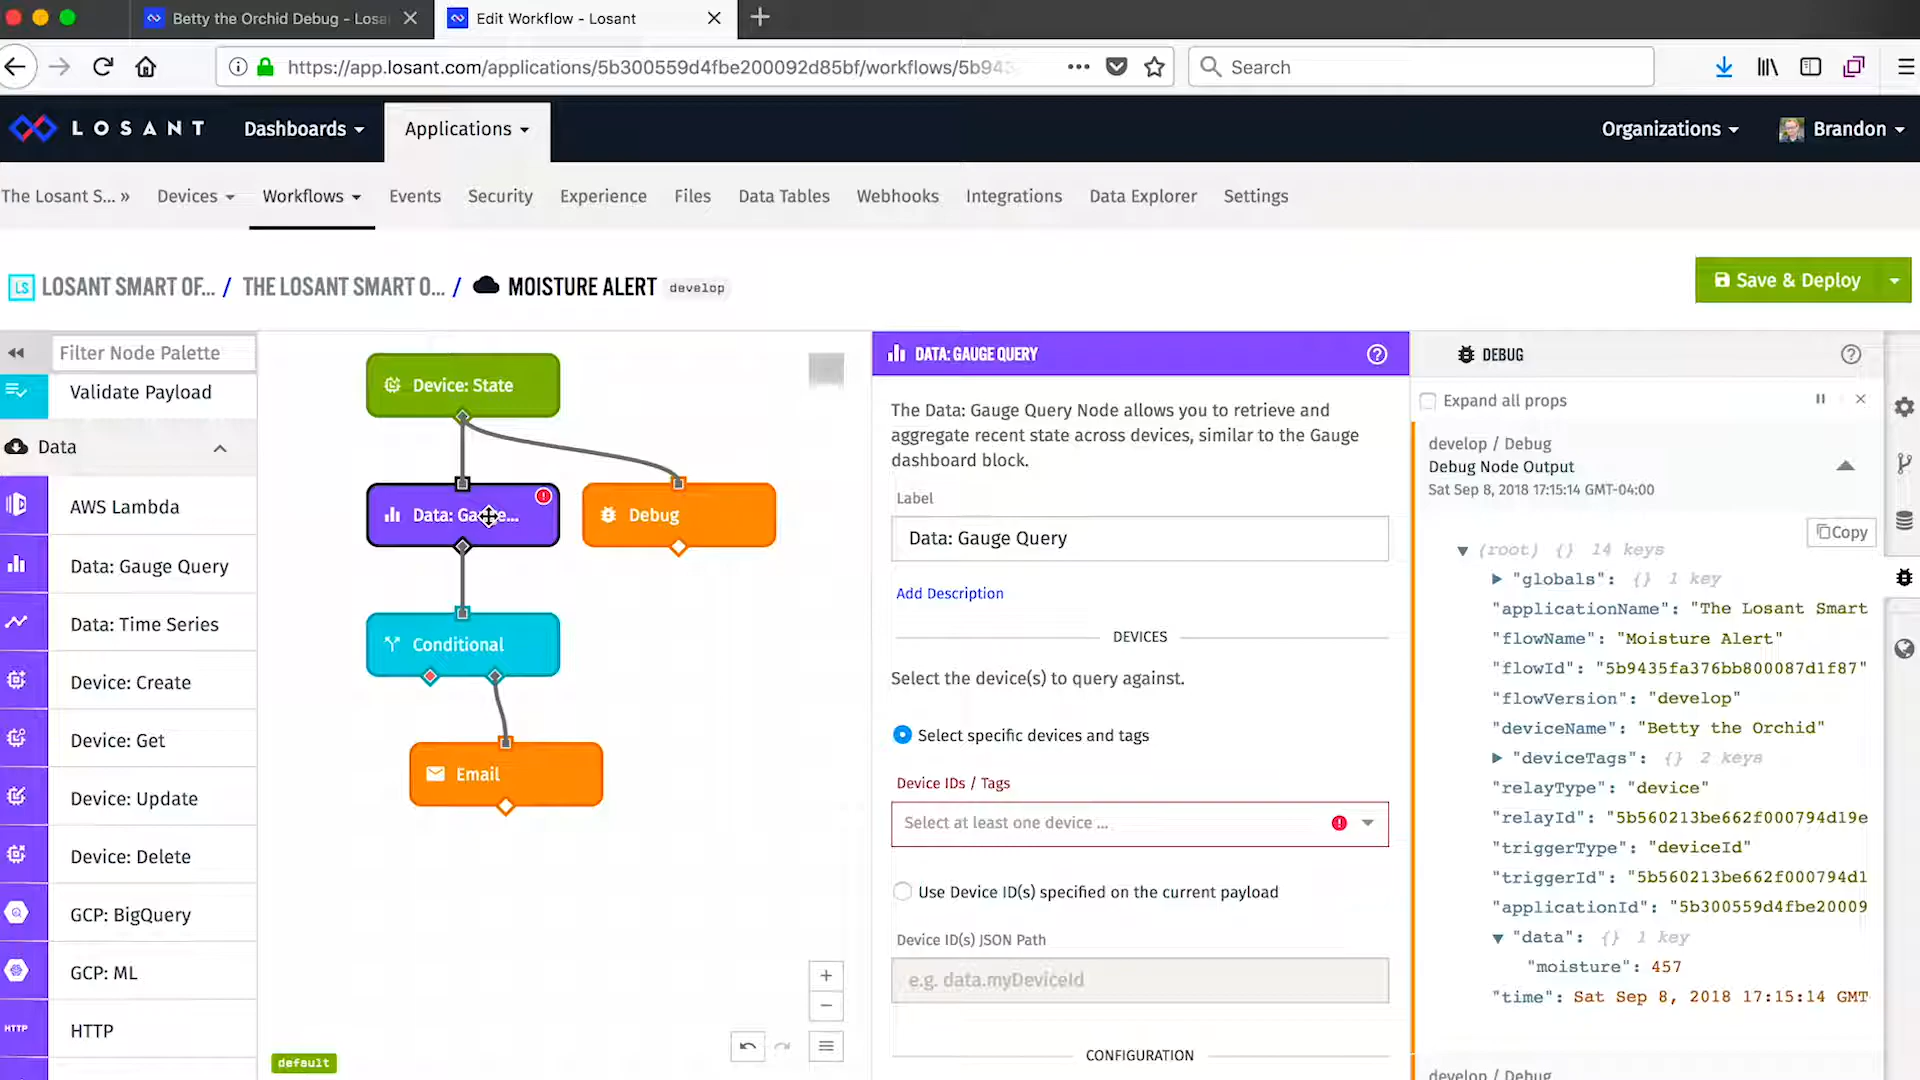 Betty the Orchid Debug - Losa
Edit Workflow - Losant
https://app.losant.com/applications/5b300559d4fbe200092d85bf/workflows/5b943
Search
LOSANT
Dashboards
Applications
Organizations
Brandon
The Losant S... »
Devices
Workflows
Events
Security
Experience
Files
Data Tables
Webhooks
Integrations
Data Explorer
Settings
LS
LOSANT SMART OF... / THE LOSANT SMART O... / MOISTURE ALERT develop
Save & Deploy
Filter Node Palette
Validate Payload
Data
AWS Lambda
Data: Gauge Query
Data: Time Series
Device: Create
Device: Get
Device: Update
Device: Delete
GCP: BigQuery
GCP: ML
HTTP
HTTP
Device: State
Data: Gauge...
Debug
Conditional
Email
default
DATA: GAUGE QUERY
The Data: Gauge Query Node allows you to retrieve and
aggregate recent state across devices, similar to the Gauge
dashboard block.
Label
Data: Gauge Query
Add Description
DEVICES
Select the device(s) to query against.
Select specific devices and tags
Device IDs / Tags
Select at least one device ...
Use Device ID(s) specified on the current payload
Device ID(s) JSON Path
e.g. data.myDeviceId
CONFIGURATION
DEBUG
Expand all props
develop / Debug
Debug Node Output
Sat Sep 8, 2018 17:15:14 GMT-04:00
Copy
(root) {} 14 keys
"globals": {} 1 key
"applicationName": "The Losant Smart
"flowName": "Moisture Alert"
"flowId": "5b9435fa376bb800087d1f87"
"flowVersion": "develop"
"deviceName": "Betty the Orchid"
"deviceTags": {} 2 keys
"relayType": "device"
"relayId": "5b560213be662f000794d19e
"triggerType": "deviceId"
"triggerId": "5b560213be662f000794d1
"applicationId": "5b300559d4fbe20009
"data": {} 1 key
"moisture": 457
"time": Sat Sep 8, 2018 17:15:14 GMT
develop / Debug